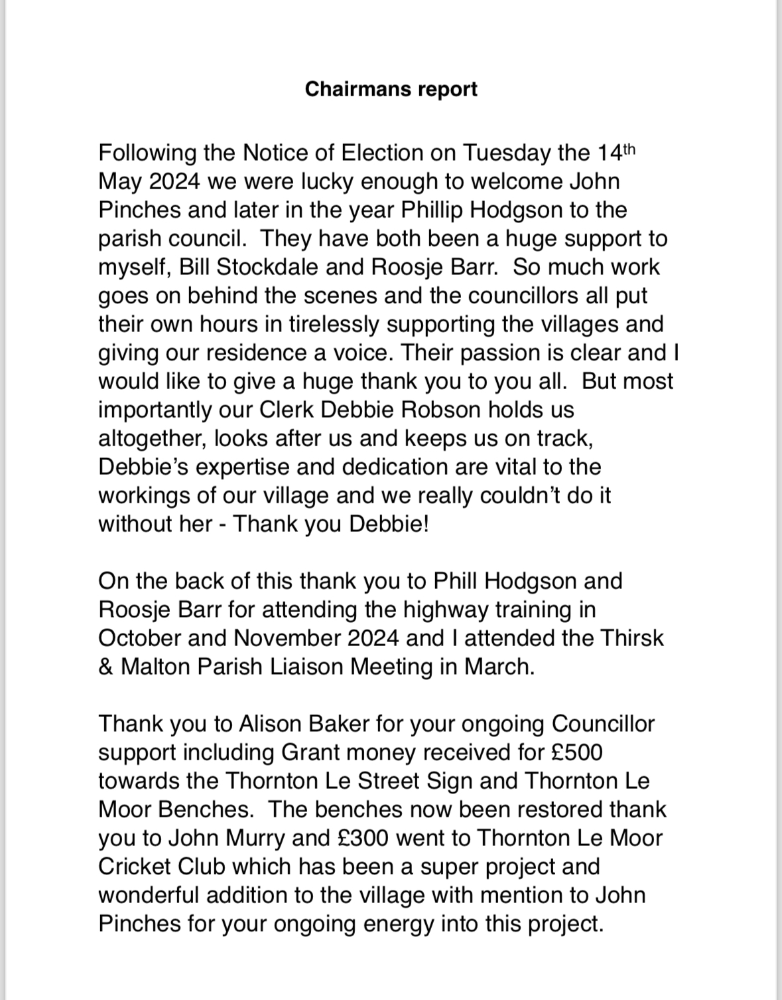 Chairmans report
Following the Notice of Election on Tuesday the 14th
May 2024 we were lucky enough to welcome John
Pinches and later in the year Phillip Hodgson to the
parish council.  They have both been a huge support to
myself, Bill Stockdale and Roosje Barr.  So much work
goes on behind the scenes and the councillors all put
their own hours in tirelessly supporting the villages and
giving our residence a voice. Their passion is clear and I
would like to give a huge thank you to you all.  But most
importantly our Clerk Debbie Robson holds us
altogether, looks after us and keeps us on track,
Debbie’s expertise and dedication are vital to the
workings of our village and we really couldn’t do it
without her - Thank you Debbie!
On the back of this thank you to Phill Hodgson and
Roosje Barr for attending the highway training in
October and November 2024 and I attended the Thirsk
& Malton Parish Liaison Meeting in March.
Thank you to Alison Baker for your ongoing Councillor
support including Grant money received for £500
towards the Thornton Le Street Sign and Thornton Le
Moor Benches.  The benches now been restored thank
you to John Murry and £300 went to Thornton Le Moor
Cricket Club which has been a super project and
wonderful addition to the village with mention to John
Pinches for your ongoing energy into this project.